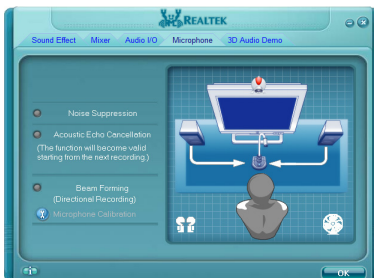 REALTEK
Sound Effect Mixer Audio I/O Microphone 3D Audio Demo
Noise Suppression
Acoustic Echo Cancellation
(The function will become valid
starting from the next recording.)
Beam Forming
(Directional Recording)
Microphone Calibration
OK